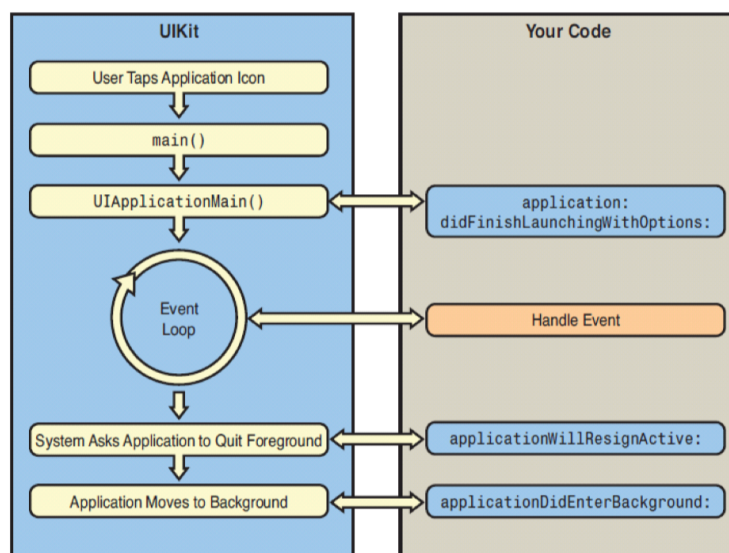 UIKit
Your Code
User Taps Application Icon
main()
UIApplicationMain()
application:
didFinishLaunchingWithOptions:
Event
Loop
Handle Event
System Asks Application to Quit Foreground
applicationWillResignActive:
Application Moves to Background
applicationDidEnterBackground: